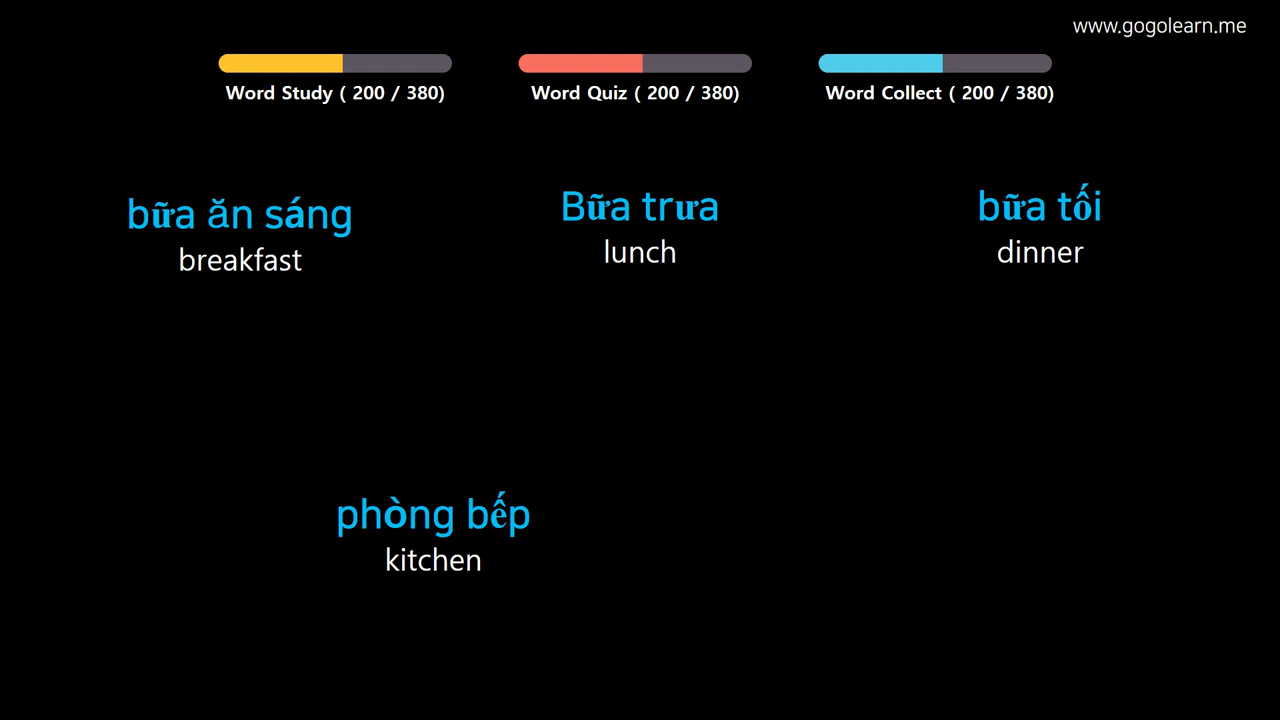 www.gogolearn.me
Word Study ( 200 / 380)
Word Quiz ( 200 / 380)
Word Collect ( 200 / 380)
bữa ăn sáng
breakfast
Bữa trưa
lunch
bữa tối
dinner
phòng bếp
kitchen